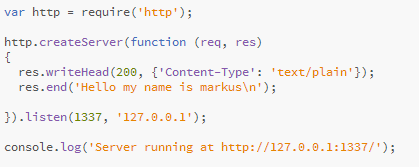 var http = require('http');
http.createServer(function (req, res)
{
  res.writeHead(200, {'Content-Type': 'text/plain'});
  res.end('Hello my name is markus\n');
}).listen(1337, '127.0.0.1');
console.log('Server running at http://127.0.0.1:1337/');